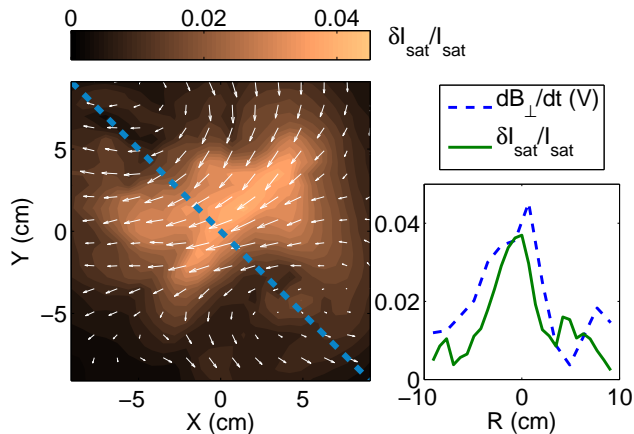 0 0.02 0.04
δI_sat/I_sat
dB⊥/dt (V)
δI_sat/I_sat
5
0
−5
Y (cm)
−5 0 5
X (cm)
0.04
0.02
0
−10 0 10
R (cm)